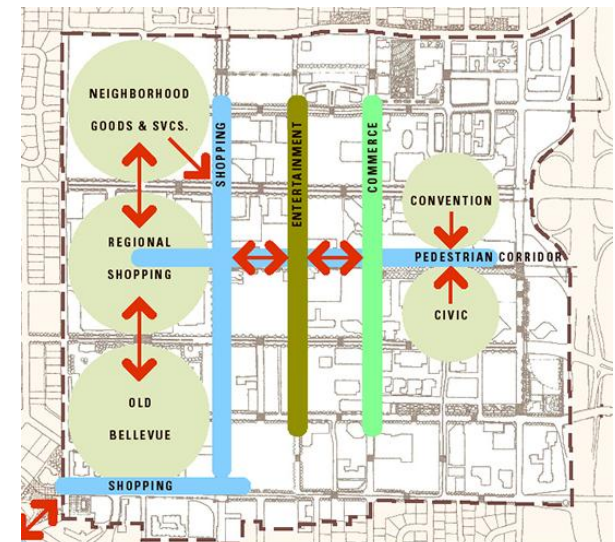 NEIGHBORHOOD
GOODS & SVCS.
SHOPPING
ENTERTAINMENT
COMMERCE
CONVENTION
REGIONAL
SHOPPING
PEDESTRIAN CORRIDOR
CIVIC
OLD
BELLEVUE
SHOPPING